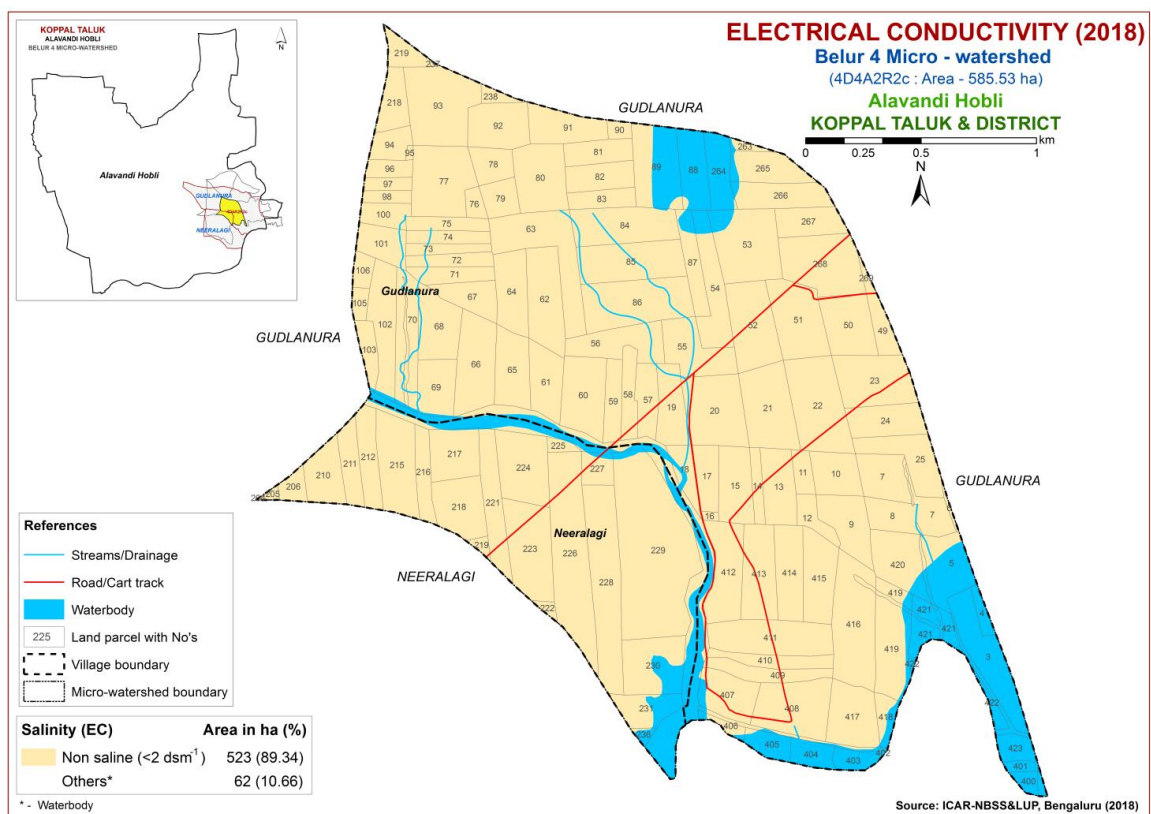 KOPPAL TALUK
ALAVANDI HOBLI
BELUR 4 MICRO-WATERSHED
N
Alavandi Hobli
GUDLANURA
NEERALAGI
ELECTRICAL CONDUCTIVITY (2018)
Belur 4 Micro - watershed
(4D4A2R2c : Area - 585.53 ha)
Alavandi Hobli
KOPPAL TALUK & DISTRICT
km
0 0.25 0.5 1
N
GUDLANURA
219
237
218 93 238
92 91 90
94 95 81 89 88 264 263
96 78 265
97 77 80 82
98 76 79 83 266
100 75 63 84 267
101 74 53
73 87
72 85 268
106 71 269
Gudlanura
105 67 64 62 86 54
102 70 68 52 51 50 49
GUDLANURA
103 56 55
66 65 23
69 61 60 59 58 57 19 20 21 22
24
225
210 211 212 215 216 217 224 227 18 17 15 14 13 11 10 7 25
GUDLANURA
205 206 218 221 16 12 9 8 7 6
Neeralagi
219 223 226 229 420 5
NEERALAGI
228 412 413 414 415 419 4
222 416 421 421
411 421
230 410 419 422 3
409
231 407 408 417 418 422
236 406 405 404 403 402 423
401
400
References
Streams/Drainage
Road/Cart track
Waterbody
225 Land parcel with No's
Village boundary
Micro-watershed boundary
Salinity (EC) Area in ha (%)
Non saline (<2 dsm-1) 523 (89.34)
Others* 62 (10.66)
* - Waterbody
Source: ICAR-NBSS&LUP, Bengaluru (2018)